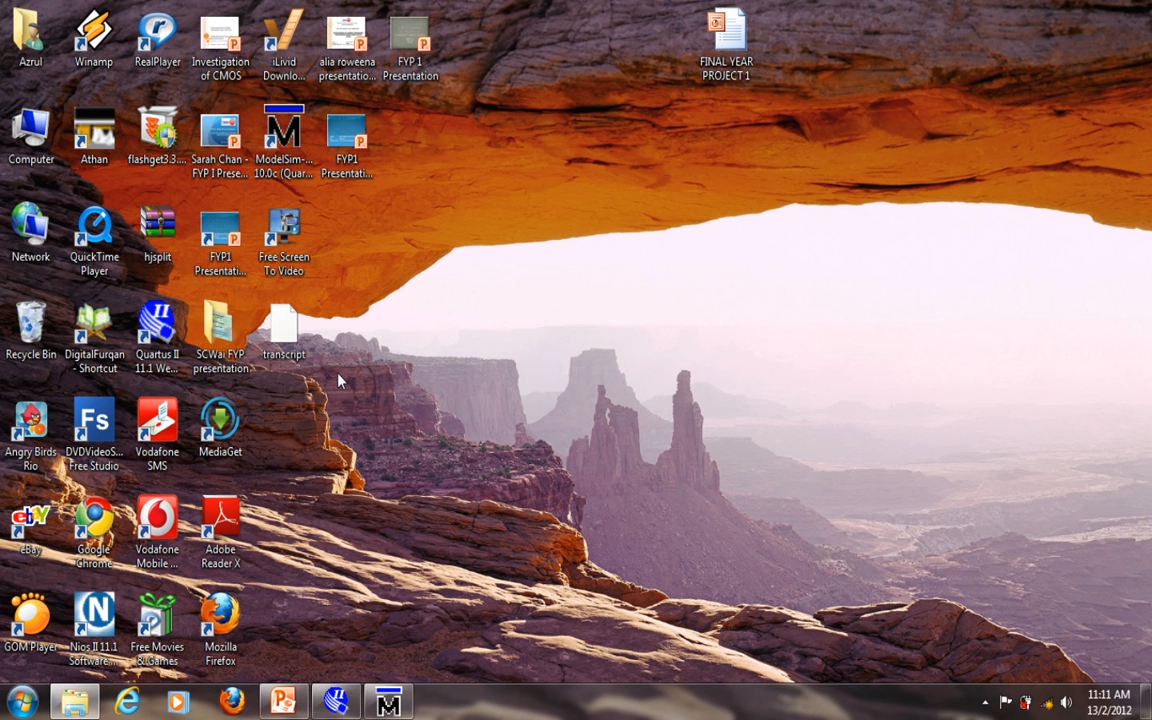 Azrul
Winamp
RealPlayer
Investigation
of CMOS
iLivid
Downlo...
alia roweena
presentatio...
FYP 1
Presentation
FINAL YEAR
PROJECT 1
Computer
Athan
flashget3.3....
Sarah Chan -
FYP I Prese...
M
ModelSim-...
10.0c (Quar...
FYP1
Presentati...
Network
QuickTime
Player
hjsplit
FYP1
Presentati...
Free Screen
To Video
Recycle Bin
DigitalFurqan
- Shortcut
II
Quartus II
11.1 We...
SCWai FYP
presentation
transcript
Angry Birds
Rio
Fs
DVDVideoS...
Free Studio
Vodafone
SMS
MediaGet
ebY
eBay
Google
Chrome
Vodafone
Mobile ...
Adobe
Reader X
GOM Player
N
Nios II 11.1
Software...
Free Movies
& Games
Mozilla
Firefox
II
M
11:11 AM
13/2/2012